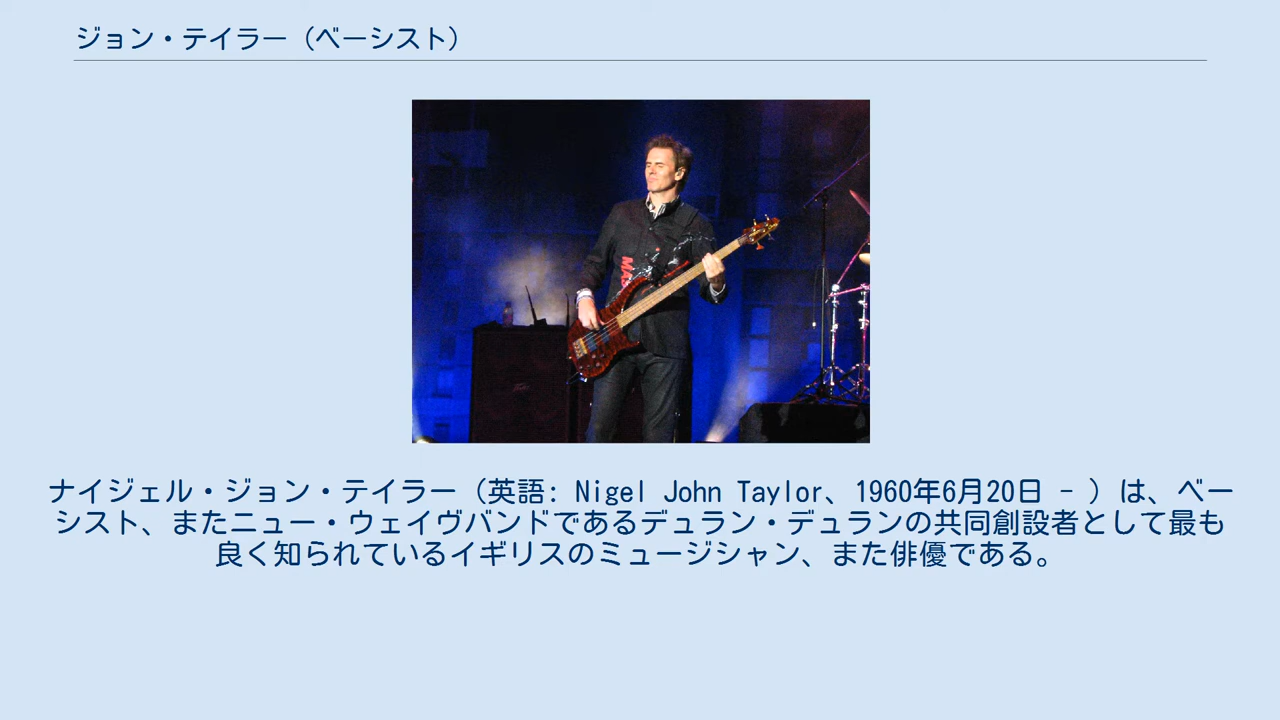 ジョン・テイラー（ベーシスト）
ナイジェル・ジョン・テイラー（英語: Nigel John Taylor、1960年6月20日 - ）は、ベー
シスト、またニュー・ウェイヴバンドであるデュラン・デュランの共同創設者として最も
良く知られているイギリスのミュージシャン、また俳優である。